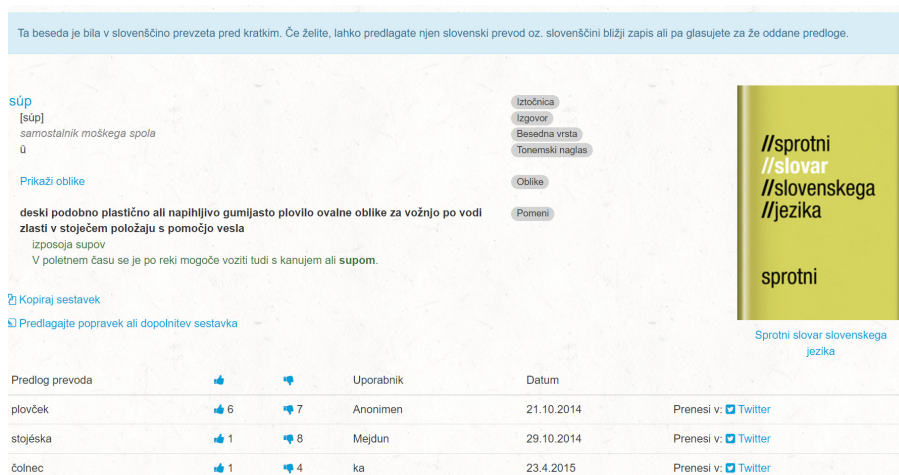 Ta beseda je bila v slovenščino prevzeta pred kratkim. Če želite, lahko predlagate njen slovenski prevod oz. slovenščini bližji zapis ali pa glasujete za že oddane predloge.
súp Iztočnica
[súp] Izgovor
samostalnik moškega spola Besedna vrsta
ȗ Tonemski naglas
Prikaži oblike Oblike
deski podobno plastično ali napihljivo gumijasto plovilo ovalne oblike za vožnjo po vodi Pomeni
zlasti v stoječem položaju s pomočjo vesla
izposoja supov
V poletnem času se je po reki mogoče voziti tudi s kanujem ali supom.
Kopiraj sestavek
Predlagajte popravek ali dopolnitev sestavka
//sprotni
//slovar
//slovenskega
//jezika
sprotni
Sprotni slovar slovenskega
jezika
Predlog prevoda Uporabnik Datum
plovček 6 7 Anonimen 21.10.2014 Prenesi v: Twitter
stojéska 1 8 Mejdun 29.10.2014 Prenesi v: Twitter
čolnec 1 4 ka 23.4.2015 Prenesi v: Twitter